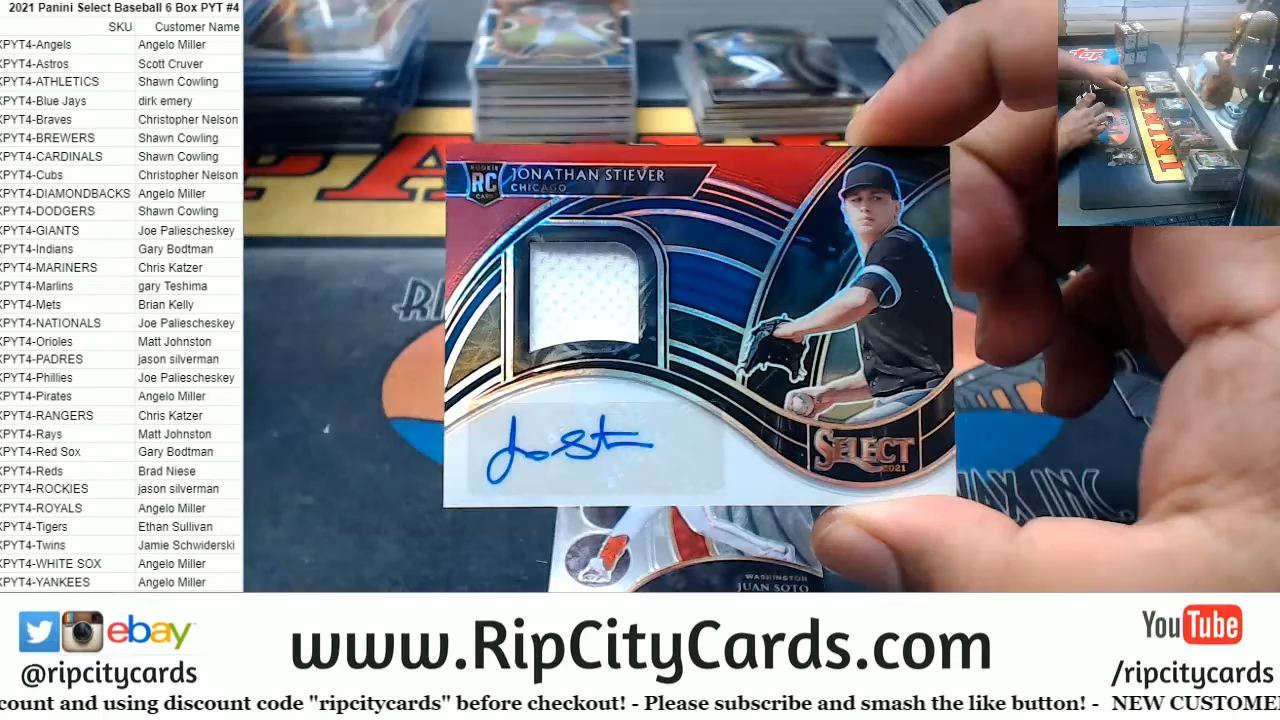 2021 Panini Select Baseball 6 Box PYT #4
SKU Customer Name
XPYT4-Angels Angelo Miller
XPYT4-Astros Scott Cruver
XPYT4-ATHLETICS Shawn Cowling
XPYT4-Blue Jays dirk emery
XPYT4-Braves Christopher Nelson
XPYT4-BREWERS Shawn Cowling
XPYT4-CARDINALS Shawn Cowling
XPYT4-Cubs Christopher Nelson
XPYT4-DIAMONDBACKS Angelo Miller
XPYT4-DODGERS Shawn Cowling
XPYT4-GIANTS Joe Paliescheskey
XPYT4-Indians Gary Bodtman
XPYT4-MARINERS Chris Katzer
XPYT4-Marlins gary Teshima
XPYT4-Mets Brian Kelly
XPYT4-NATIONALS Joe Paliescheskey
XPYT4-Orioles Matt Johnston
XPYT4-PADRES jason silverman
XPYT4-Phillies Joe Paliescheskey
XPYT4-Pirates Angelo Miller
XPYT4-RANGERS Chris Katzer
XPYT4-Rays Matt Johnston
XPYT4-Red Sox Gary Bodtman
XPYT4-Reds Brad Niese
XPYT4-ROCKIES jason silverman
XPYT4-ROYALS Angelo Miller
XPYT4-Tigers Ethan Sullivan
XPYT4-Twins Jamie Schwiderski
XPYT4-WHITE SOX Angelo Miller
XPYT4-YANKEES Angelo Miller
PANINI
ROOKIE
RC
CARD
JONATHAN STIEVER
CHICAGO
SELECT
2021
WASHINGTON
JUAN SOTO
ebay
@ripcitycards
www.RipCityCards.com
YouTube
/ripcitycards
count and using discount code "ripcitycards" before checkout! - Please subscribe and smash the like button! - NEW CUSTOME